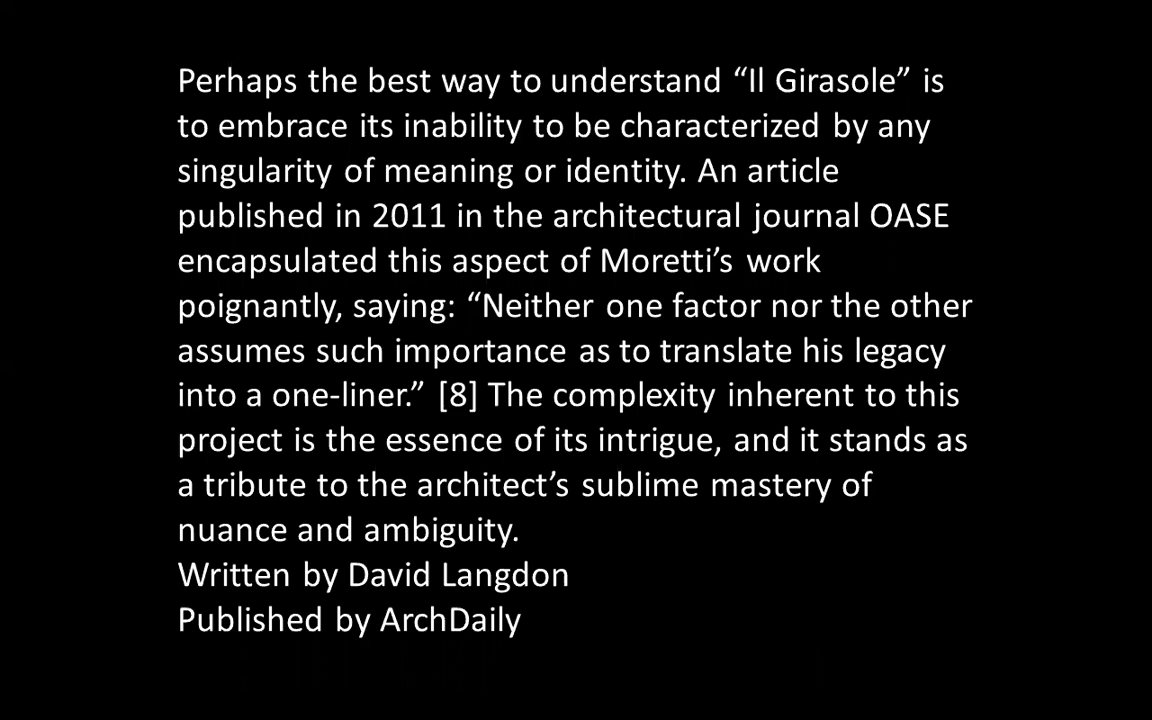 Perhaps the best way to understand “Il Girasole” is
to embrace its inability to be characterized by any
singularity of meaning or identity. An article
published in 2011 in the architectural journal OASE
encapsulated this aspect of Moretti’s work
poignantly, saying: “Neither one factor nor the other
assumes such importance as to translate his legacy
into a one-liner.” [8] The complexity inherent to this
project is the essence of its intrigue, and it stands as
a tribute to the architect’s sublime mastery of
nuance and ambiguity.
Written by David Langdon
Published by ArchDaily